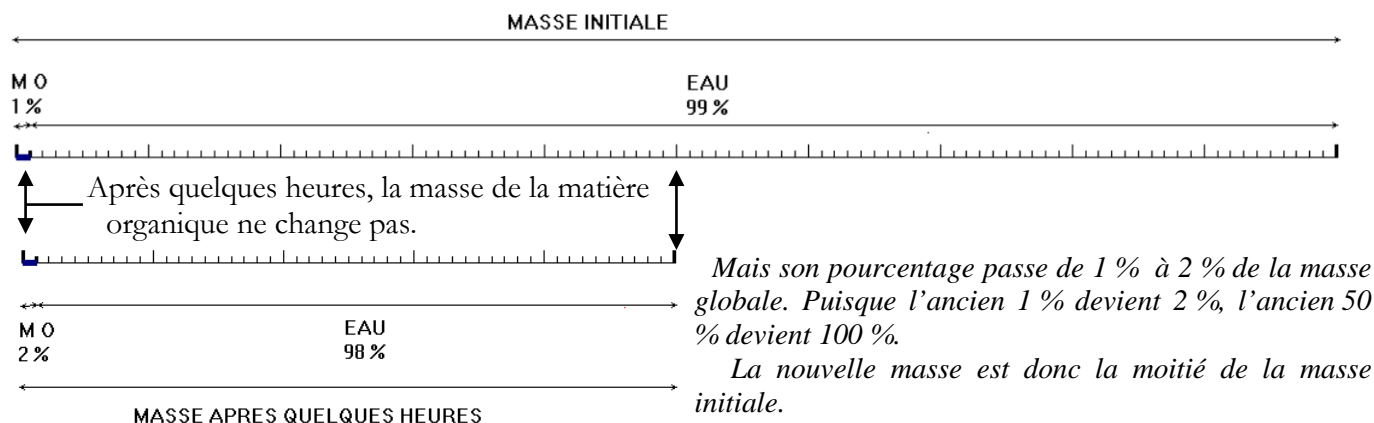 MASSE INITIALE
M O
1 %
EAU
99 %
Après quelques heures, la masse de la matière
organique ne change pas.
Mais son pourcentage passe de 1 % à 2 % de la masse
globale. Puisque l’ancien 1 % devient 2 %, l’ancien 50
% devient 100 %.
La nouvelle masse est donc la moitié de la masse
initiale.
M O
2 %
EAU
98 %
MASSE APRES QUELQUES HEURES